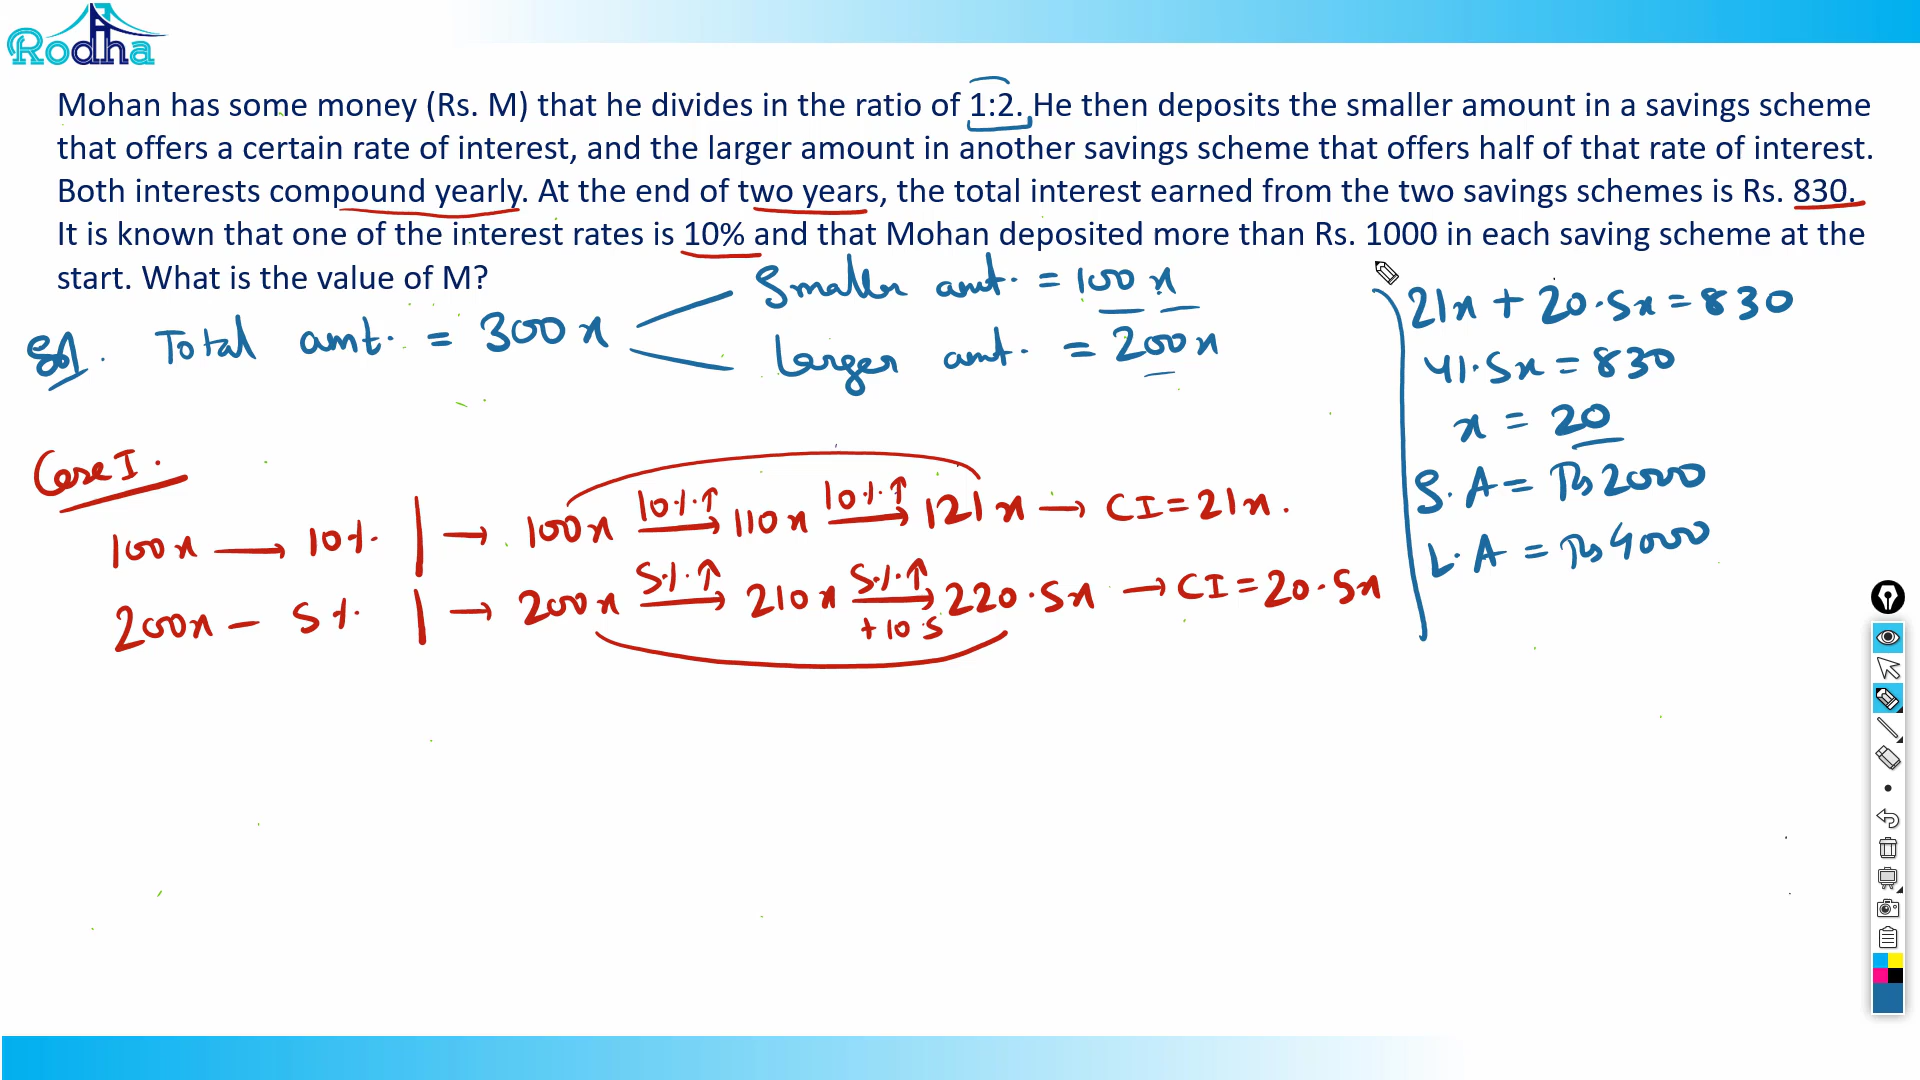 Rodha
Mohan has some money (Rs. M) that he divides in the ratio of 1:2. He then deposits the smaller amount in a savings scheme
that offers a certain rate of interest, and the larger amount in another savings scheme that offers half of that rate of interest.
Both interests compound yearly. At the end of two years, the total interest earned from the two savings schemes is Rs. 830.
It is known that one of the interest rates is 10% and that Mohan deposited more than Rs. 1000 in each saving scheme at the
start. What is the value of M?
Sol. Total amt. = 300x
Smaller amt. = 100x
Larger amt. = 200x
Case I.
100x → 10% → 100x 10%↑ 110x 10%↑ 121x → CI = 21x.
200x – 5% → 200x 5%↑ 210x 5%↑ 220.5x → CI = 20.5x
+10.5
21x + 20.5x = 830
41.5x = 830
x = 20
S.A = Rs 2000
L.A = Rs 4000